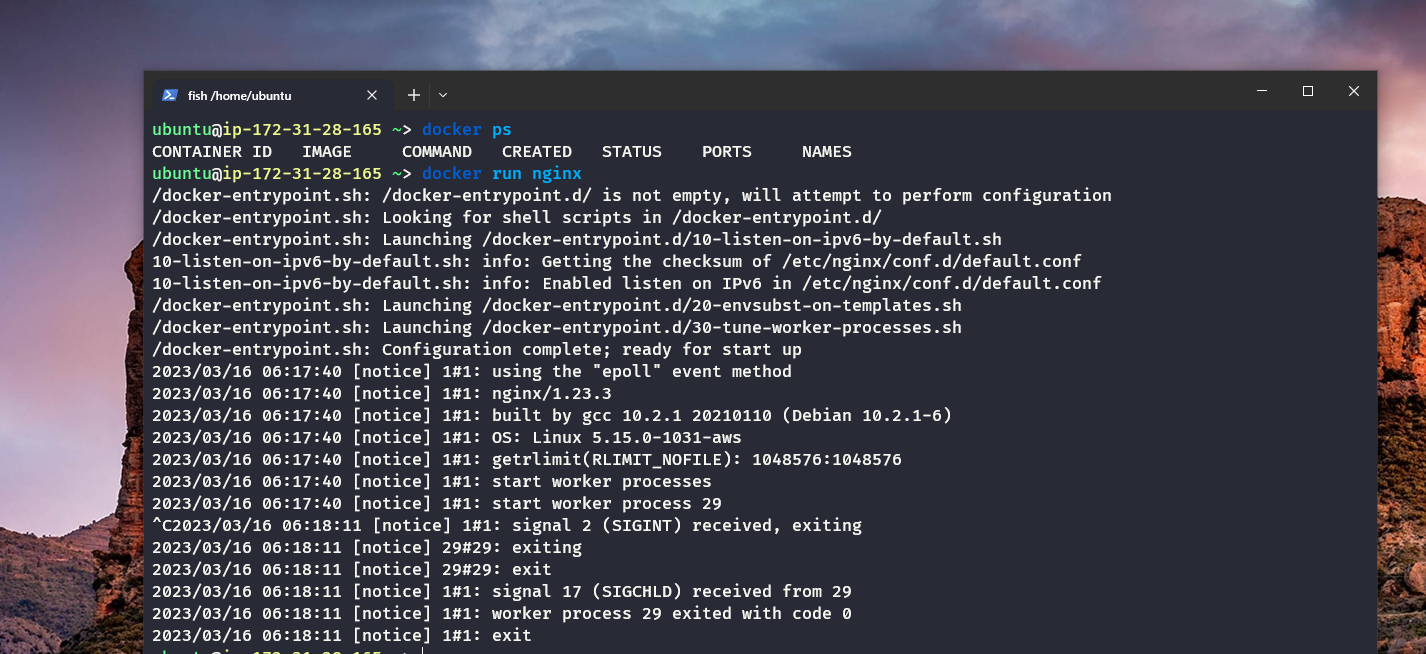 fish /home/ubuntu
ubuntu@ip-172-31-28-165 ~> docker ps
CONTAINER ID   IMAGE     COMMAND   CREATED   STATUS    PORTS     NAMES
ubuntu@ip-172-31-28-165 ~> docker run nginx
/docker-entrypoint.sh: /docker-entrypoint.d/ is not empty, will attempt to perform configuration
/docker-entrypoint.sh: Looking for shell scripts in /docker-entrypoint.d/
/docker-entrypoint.sh: Launching /docker-entrypoint.d/10-listen-on-ipv6-by-default.sh
10-listen-on-ipv6-by-default.sh: info: Getting the checksum of /etc/nginx/conf.d/default.conf
10-listen-on-ipv6-by-default.sh: info: Enabled listen on IPv6 in /etc/nginx/conf.d/default.conf
/docker-entrypoint.sh: Launching /docker-entrypoint.d/20-envsubst-on-templates.sh
/docker-entrypoint.sh: Launching /docker-entrypoint.d/30-tune-worker-processes.sh
/docker-entrypoint.sh: Configuration complete; ready for start up
2023/03/16 06:17:40 [notice] 1#1: using the "epoll" event method
2023/03/16 06:17:40 [notice] 1#1: nginx/1.23.3
2023/03/16 06:17:40 [notice] 1#1: built by gcc 10.2.1 20210110 (Debian 10.2.1-6)
2023/03/16 06:17:40 [notice] 1#1: OS: Linux 5.15.0-1031-aws
2023/03/16 06:17:40 [notice] 1#1: getrlimit(RLIMIT_NOFILE): 1048576:1048576
2023/03/16 06:17:40 [notice] 1#1: start worker processes
2023/03/16 06:17:40 [notice] 1#1: start worker process 29
^C2023/03/16 06:18:11 [notice] 1#1: signal 2 (SIGINT) received, exiting
2023/03/16 06:18:11 [notice] 29#29: exiting
2023/03/16 06:18:11 [notice] 29#29: exit
2023/03/16 06:18:11 [notice] 1#1: signal 17 (SIGCHLD) received from 29
2023/03/16 06:18:11 [notice] 1#1: worker process 29 exited with code 0
2023/03/16 06:18:11 [notice] 1#1: exit